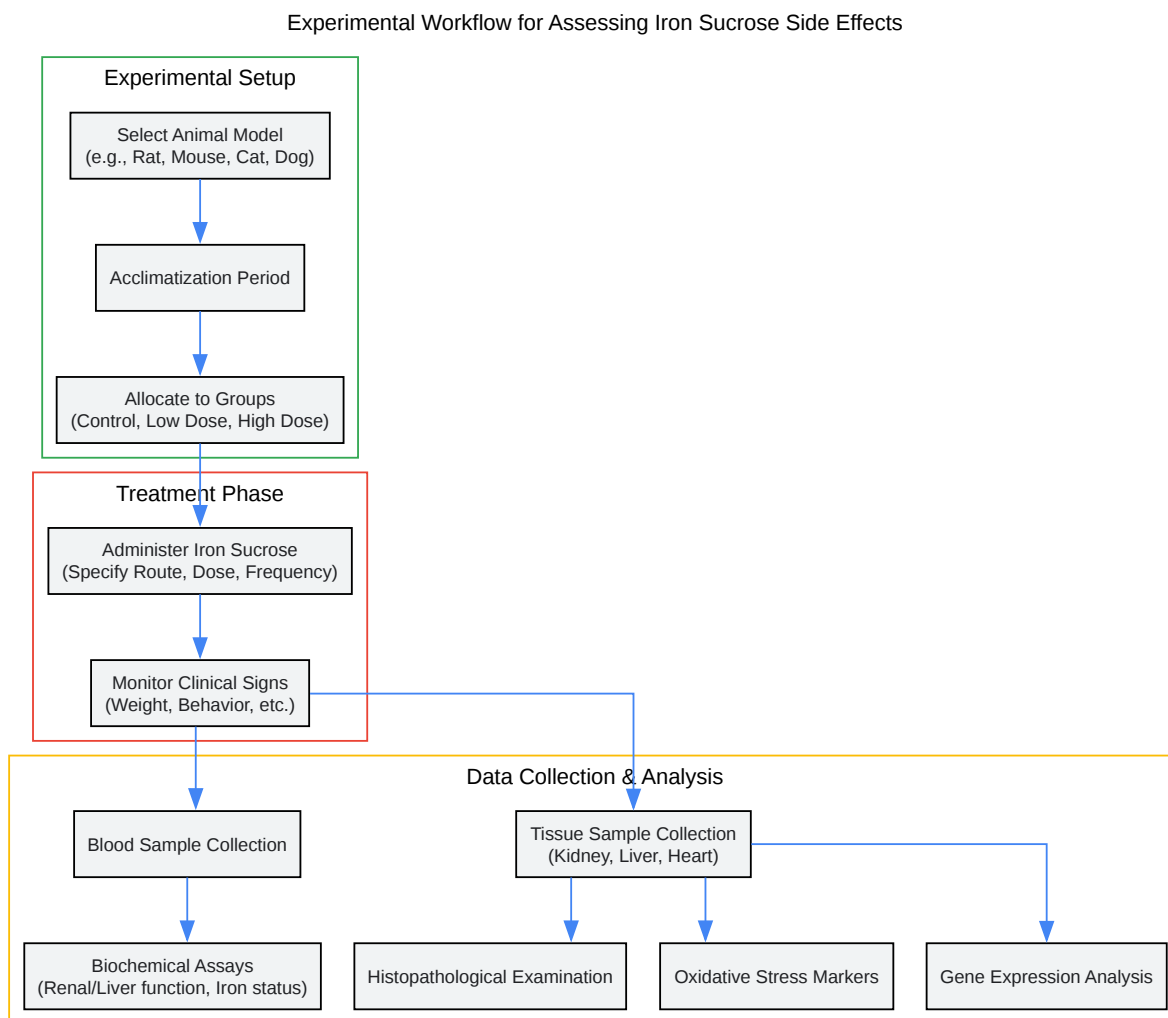 Experimental Workflow for Assessing Iron Sucrose Side Effects
Experimental Setup
Select Animal Model
(e.g., Rat, Mouse, Cat, Dog)
Acclimatization Period
Allocate to Groups
(Control, Low Dose, High Dose)
Treatment Phase
Administer Iron Sucrose
(Specify Route, Dose, Frequency)
Monitor Clinical Signs
(Weight, Behavior, etc.)
Data Collection & Analysis
Blood Sample Collection
Tissue Sample Collection
(Kidney, Liver, Heart)
Biochemical Assays
(Renal/Liver function, Iron status)
Histopathological Examination
Oxidative Stress Markers
Gene Expression Analysis